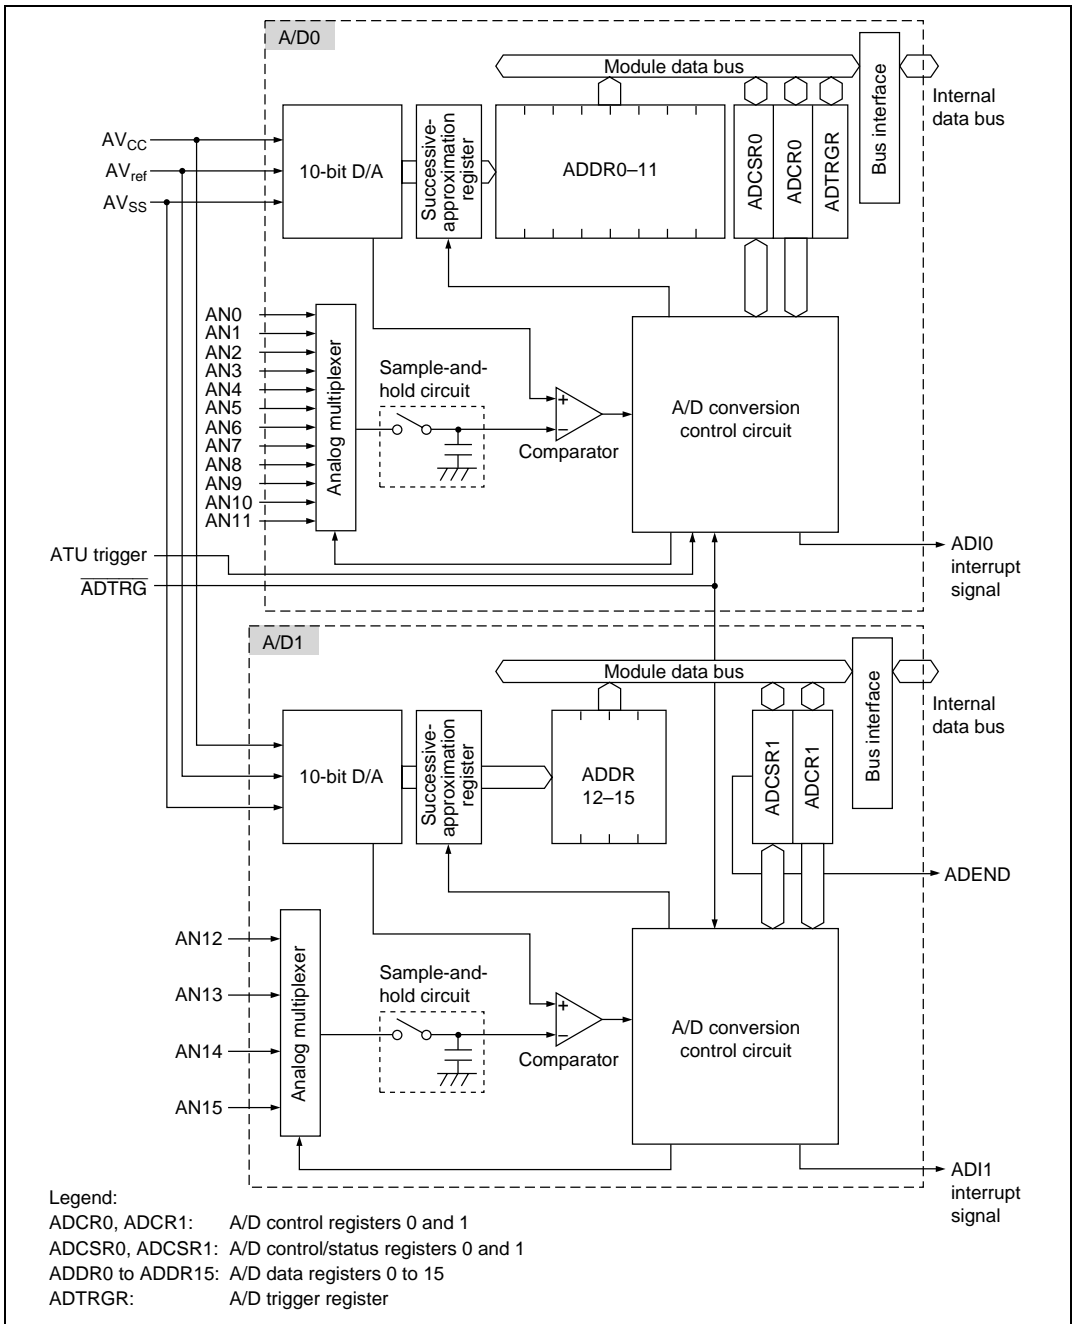 A/D0
Module data bus
Bus interface
Internal
data bus
AVCC
AVref
AVSS
10-bit D/A
Successive-
approximation
register
ADDR0–11
ADCSR0
ADCR0
ADTRGR
AN0
AN1
AN2
AN3
AN4
AN5
AN6
AN7
AN8
AN9
AN10
AN11
Analog multiplexer
Sample-and-
hold circuit
+
–
Comparator
A/D conversion
control circuit
ATU trigger
ADTRG
ADI0
interrupt
signal
A/D1
Module data bus
Bus interface
Internal
data bus
10-bit D/A
Successive-
approximation
register
ADDR
12–15
ADCSR1
ADCR1
ADEND
AN12
AN13
AN14
AN15
Analog multiplexer
Sample-and-
hold circuit
+
–
Comparator
A/D conversion
control circuit
ADI1
interrupt
signal
Legend:
ADCR0, ADCR1: A/D control registers 0 and 1
ADCSR0, ADCSR1: A/D control/status registers 0 and 1
ADDR0 to ADDR15: A/D data registers 0 to 15
ADTRGR: A/D trigger register